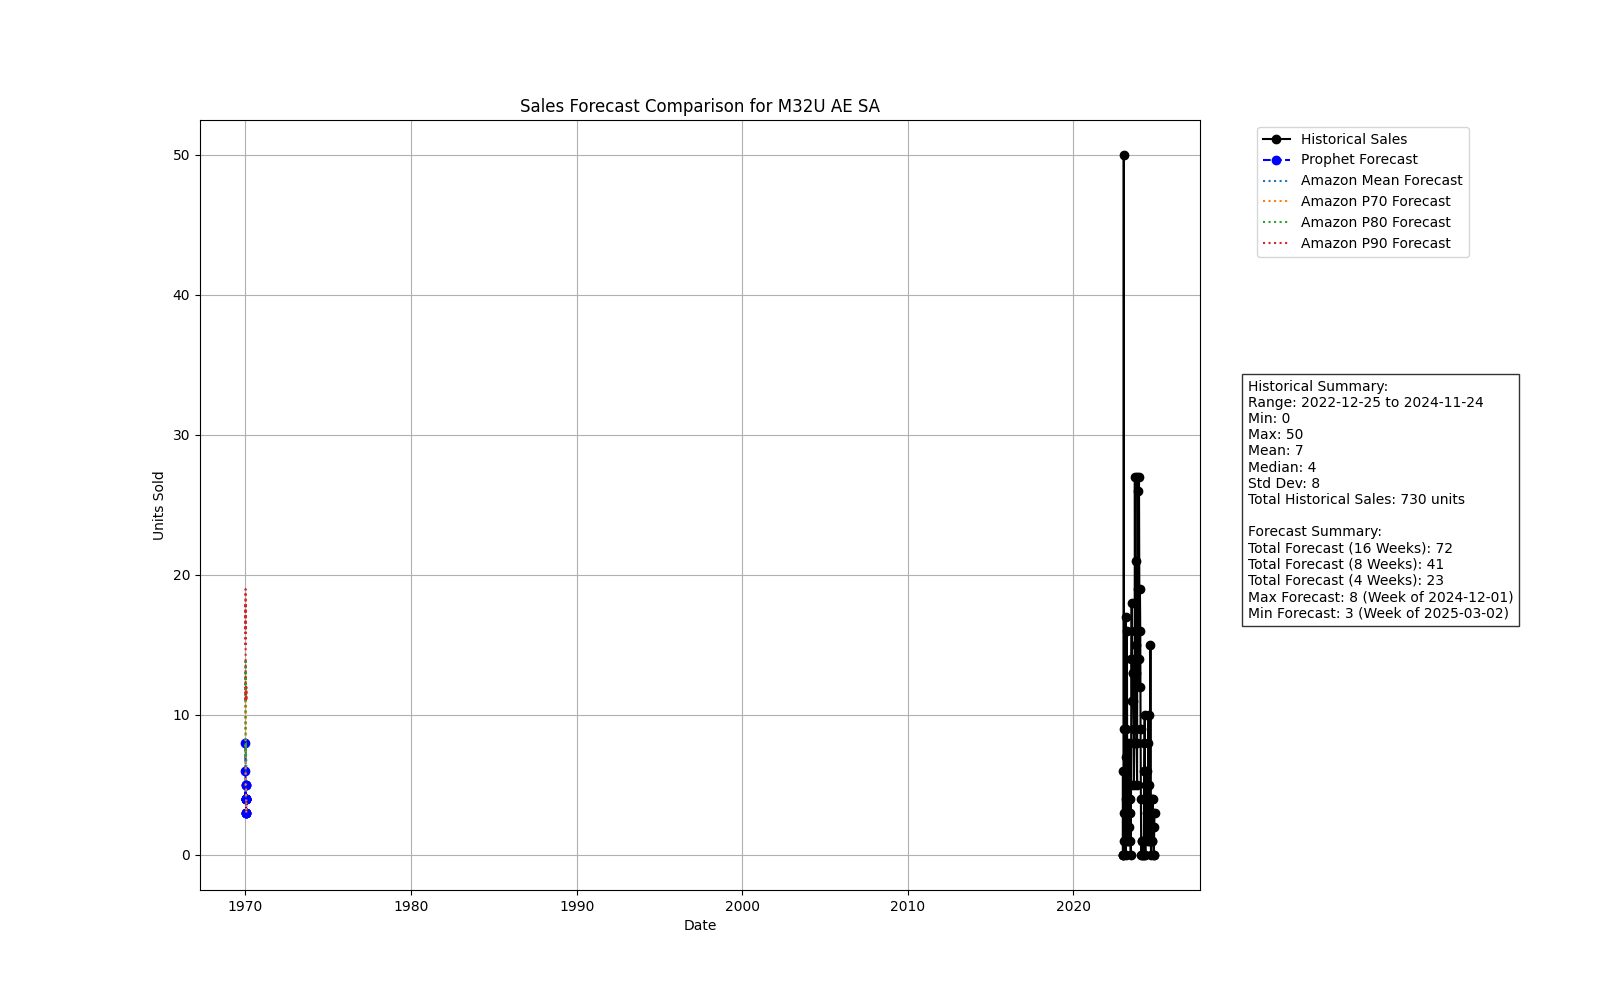 Sales Forecast Comparison for M32U AE SA
Historical Sales
Prophet Forecast
Amazon Mean Forecast
Amazon P70 Forecast
Amazon P80 Forecast
Amazon P90 Forecast
50
40
30
20
10
0
Units Sold
1970
1980
1990
2000
2010
2020
Date
Historical Summary:
Range: 2022-12-25 to 2024-11-24
Min: 0
Max: 50
Mean: 7
Median: 4
Std Dev: 8
Total Historical Sales: 730 units
Forecast Summary:
Total Forecast (16 Weeks): 72
Total Forecast (8 Weeks): 41
Total Forecast (4 Weeks): 23
Max Forecast: 8 (Week of 2024-12-01)
Min Forecast: 3 (Week of 2025-03-02)